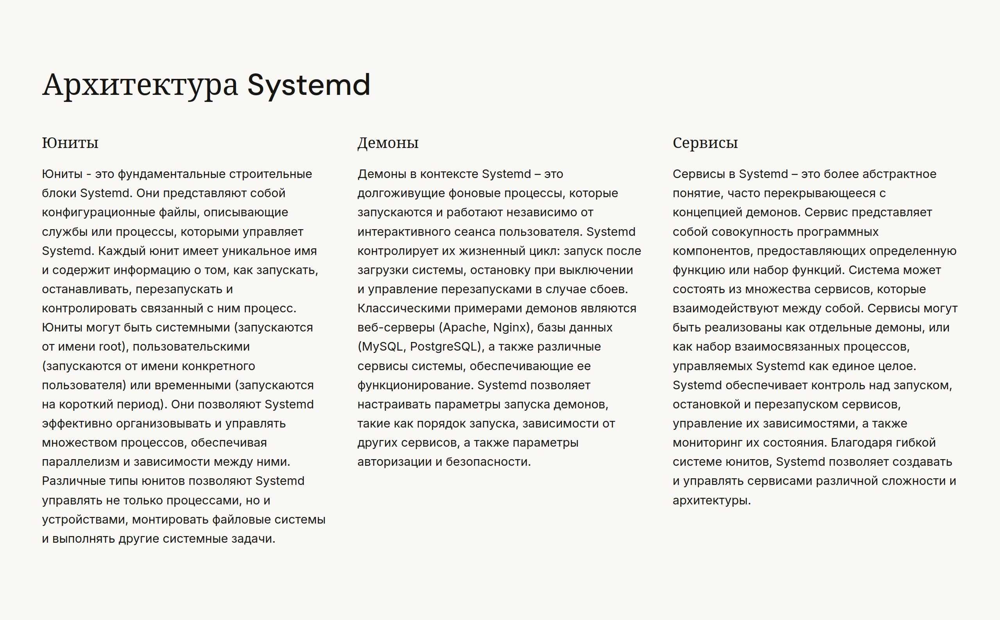 Архитектура Systemd
Юниты
Юниты - это фундаментальные строительные
блоки Systemd. Они представляют собой
конфигурационные файлы, описывающие
службы или процессы, которыми управляет
Systemd. Каждый юнит имеет уникальное имя
и содержит информацию о том, как запускать,
останавливать, перезапускать и
контролировать связанный с ним процесс.
Юниты могут быть системными (запускаются
от имени root), пользовательскими
(запускаются от имени конкретного
пользователя) или временными (запускаются
на короткий период). Они позволяют Systemd
эффективно организовывать и управлять
множеством процессов, обеспечивая
параллелизм и зависимости между ними.
Различные типы юнитов позволяют Systemd
управлять не только процессами, но и
устройствами, монтировать файловые системы
и выполнять другие системные задачи.
Демоны
Демоны в контексте Systemd – это
долгоживущие фоновые процессы, которые
запускаются и работают независимо от
интерактивного сеанса пользователя. Systemd
контролирует их жизненный цикл: запуск после
загрузки системы, остановку при выключении
и управление перезапусками в случае сбоев.
Классическими примерами демонов являются
веб-серверы (Apache, Nginx), базы данных
(MySQL, PostgreSQL), а также различные
сервисы системы, обеспечивающие ее
функционирование. Systemd позволяет
настраивать параметры запуска демонов,
такие как порядок запуска, зависимости от
других сервисов, а также параметры
авторизации и безопасности.
Сервисы
Сервисы в Systemd – это более абстрактное
понятие, часто перекрывающееся с
концепцией демонов. Сервис представляет
собой совокупность программных
компонентов, предоставляющих определенную
функцию или набор функций. Система может
состоять из множества сервисов, которые
взаимодействуют между собой. Сервисы могут
быть реализованы как отдельные демоны, или
как набор взаимосвязанных процессов,
управляемых Systemd как единое целое.
Systemd обеспечивает контроль над запуском,
остановкой и перезапуском сервисов,
управление их зависимостями, а также
мониторинг их состояния. Благодаря гибкой
системе юнитов, Systemd позволяет создавать
и управлять сервисами различной сложности и
архитектуры.